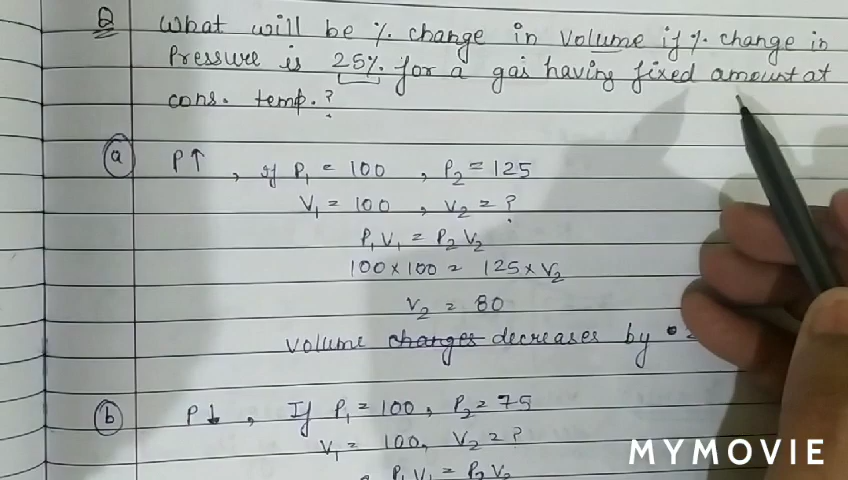 Q What will be % change in volume if % change in
Pressure is 25% for a gas having fixed amount at
cons. temp.?
a P↑, if P₁ = 100, P₂ = 125
V₁ = 100, V₂ = ?
P₁V₁ = P₂V₂
100 × 100 = 125 × V₂
V₂ = 80
volume changes decreases by
b P↓, If P₁ = 100, P₂ = 75
V₁ = 100, V₂ = ?
P₁V₁ = P₂V₂
MYMOVIE